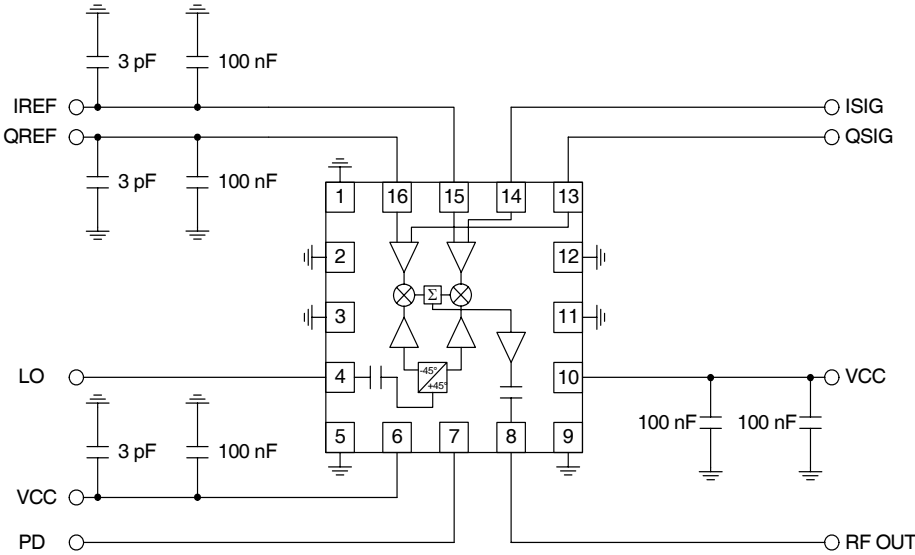 3 pF
100 nF
IREF
ISIG
QREF
QSIG
3 pF
100 nF
1
16
15
14
13
2
12
Σ
3
11
-45°
+45°
LO
4
10
VCC
100 nF
100 nF
5
6
7
8
9
3 pF
100 nF
VCC
PD
RF OUT